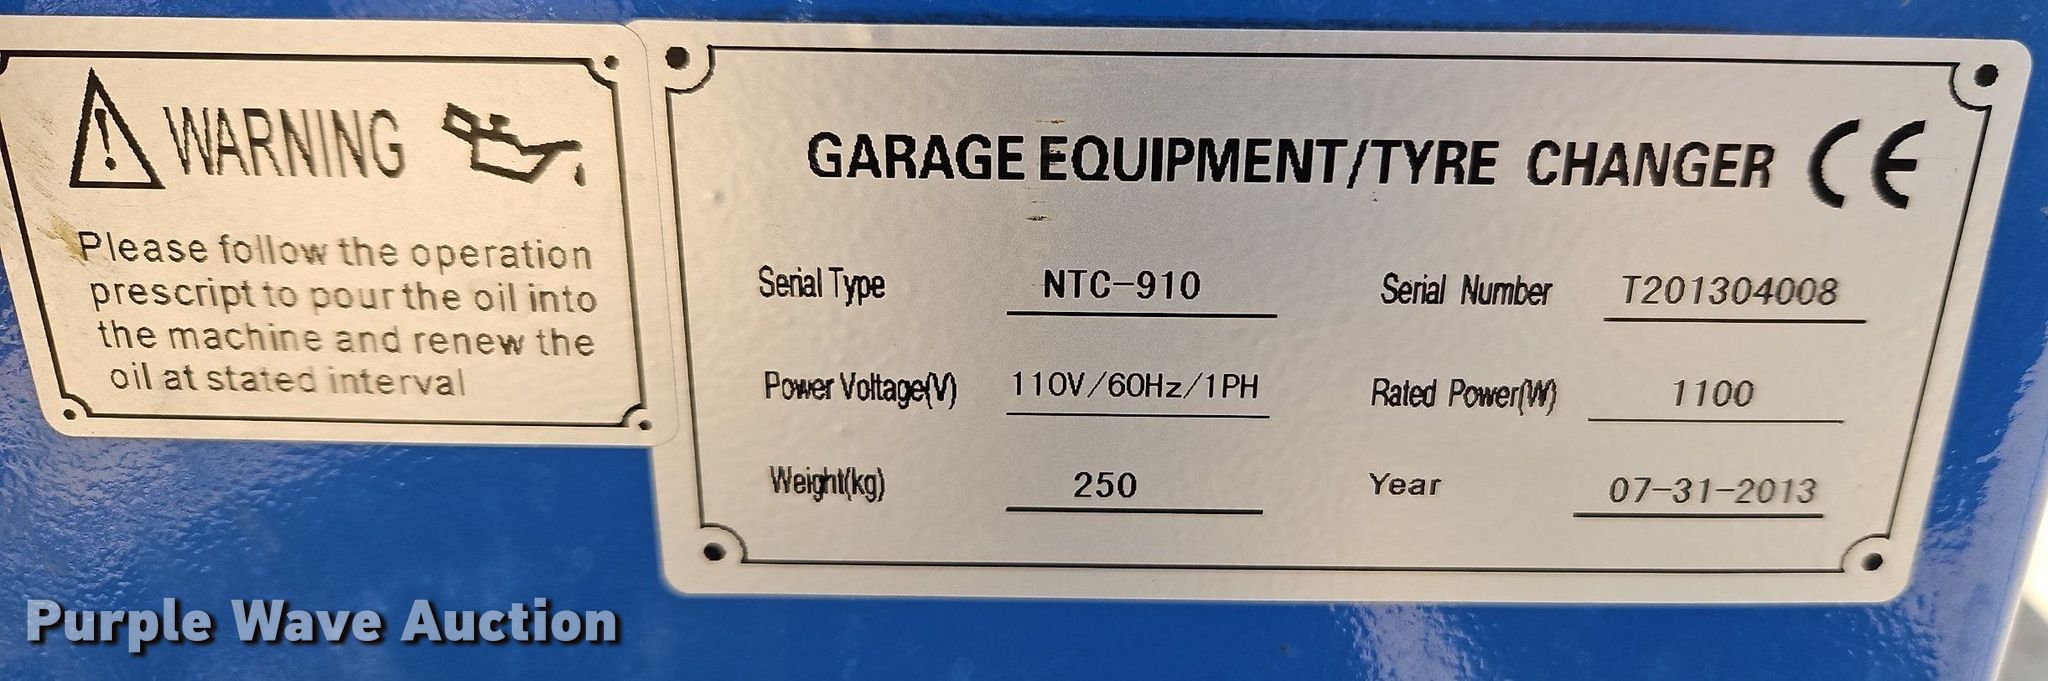 WARNING
Please follow the operation
prescript to pour the oil into
the machine and renew the
oil at stated interval
GARAGE EQUIPMENT/TYRE CHANGER CE
Serial Type NTC-910 Serial Number T201304008
Power Voltage(V) 110V/60Hz/1PH Rated Power(W) 1100
Weight(kg) 250 Year 07-31-2013
Purple Wave Auction